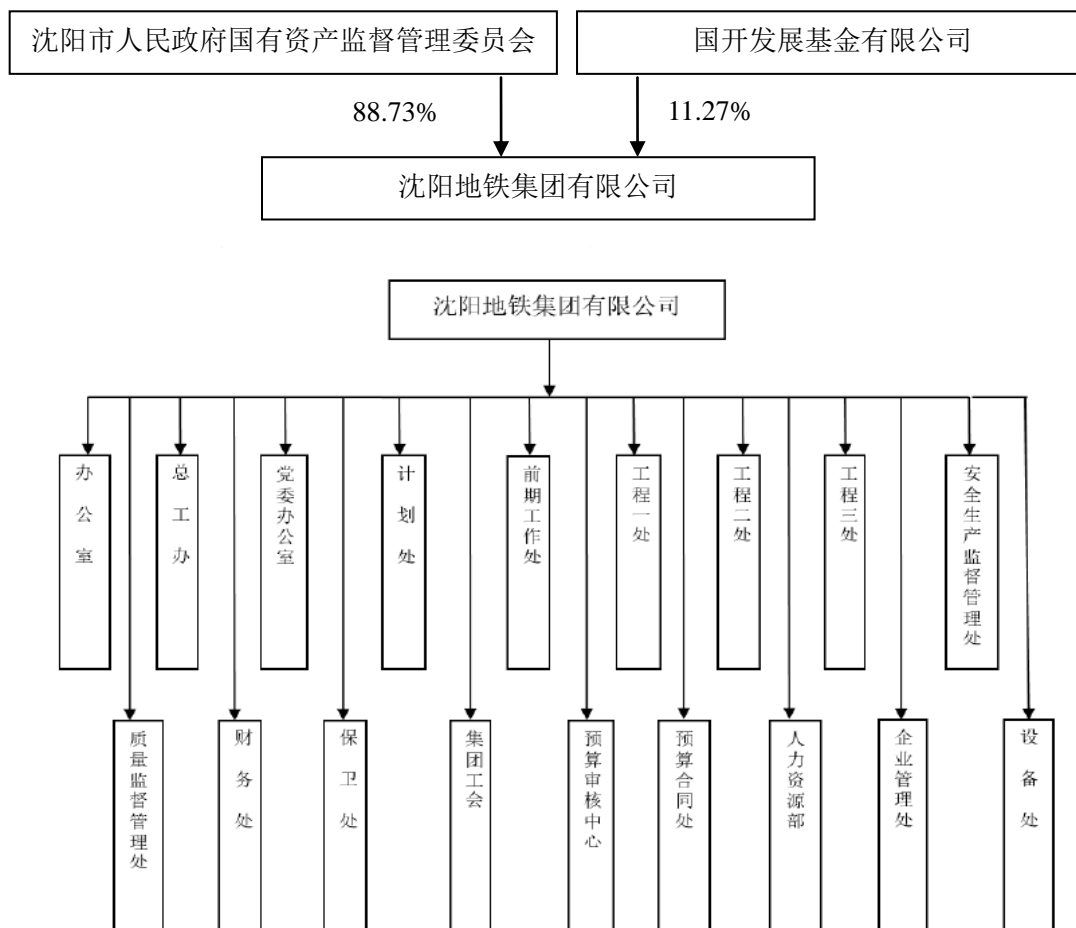 沈阳市人民政府国有资产监督管理委员会
国开发展基金有限公司
88.73%
11.27%
沈阳地铁集团有限公司
沈阳地铁集团有限公司
办公室
总工办
党委办公室
计划处
前期工作处
工程一处
工程二处
工程三处
安全生产监督管理处
质量监督管理处
财务处
保卫处
集团工会
预算审核中心
预算合同处
人力资源部
企业管理处
设备处